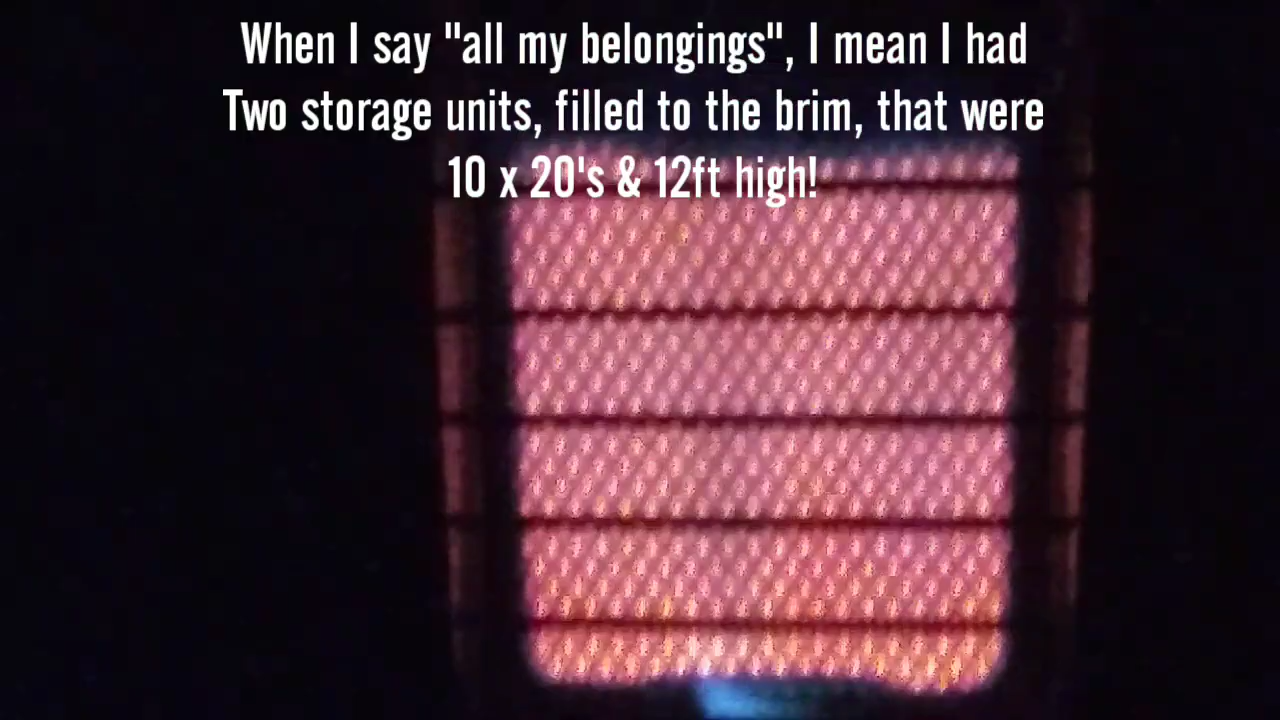 When I say "all my belongings", I mean I had
Two storage units, filled to the brim, that were
10 x 20's & 12ft high!